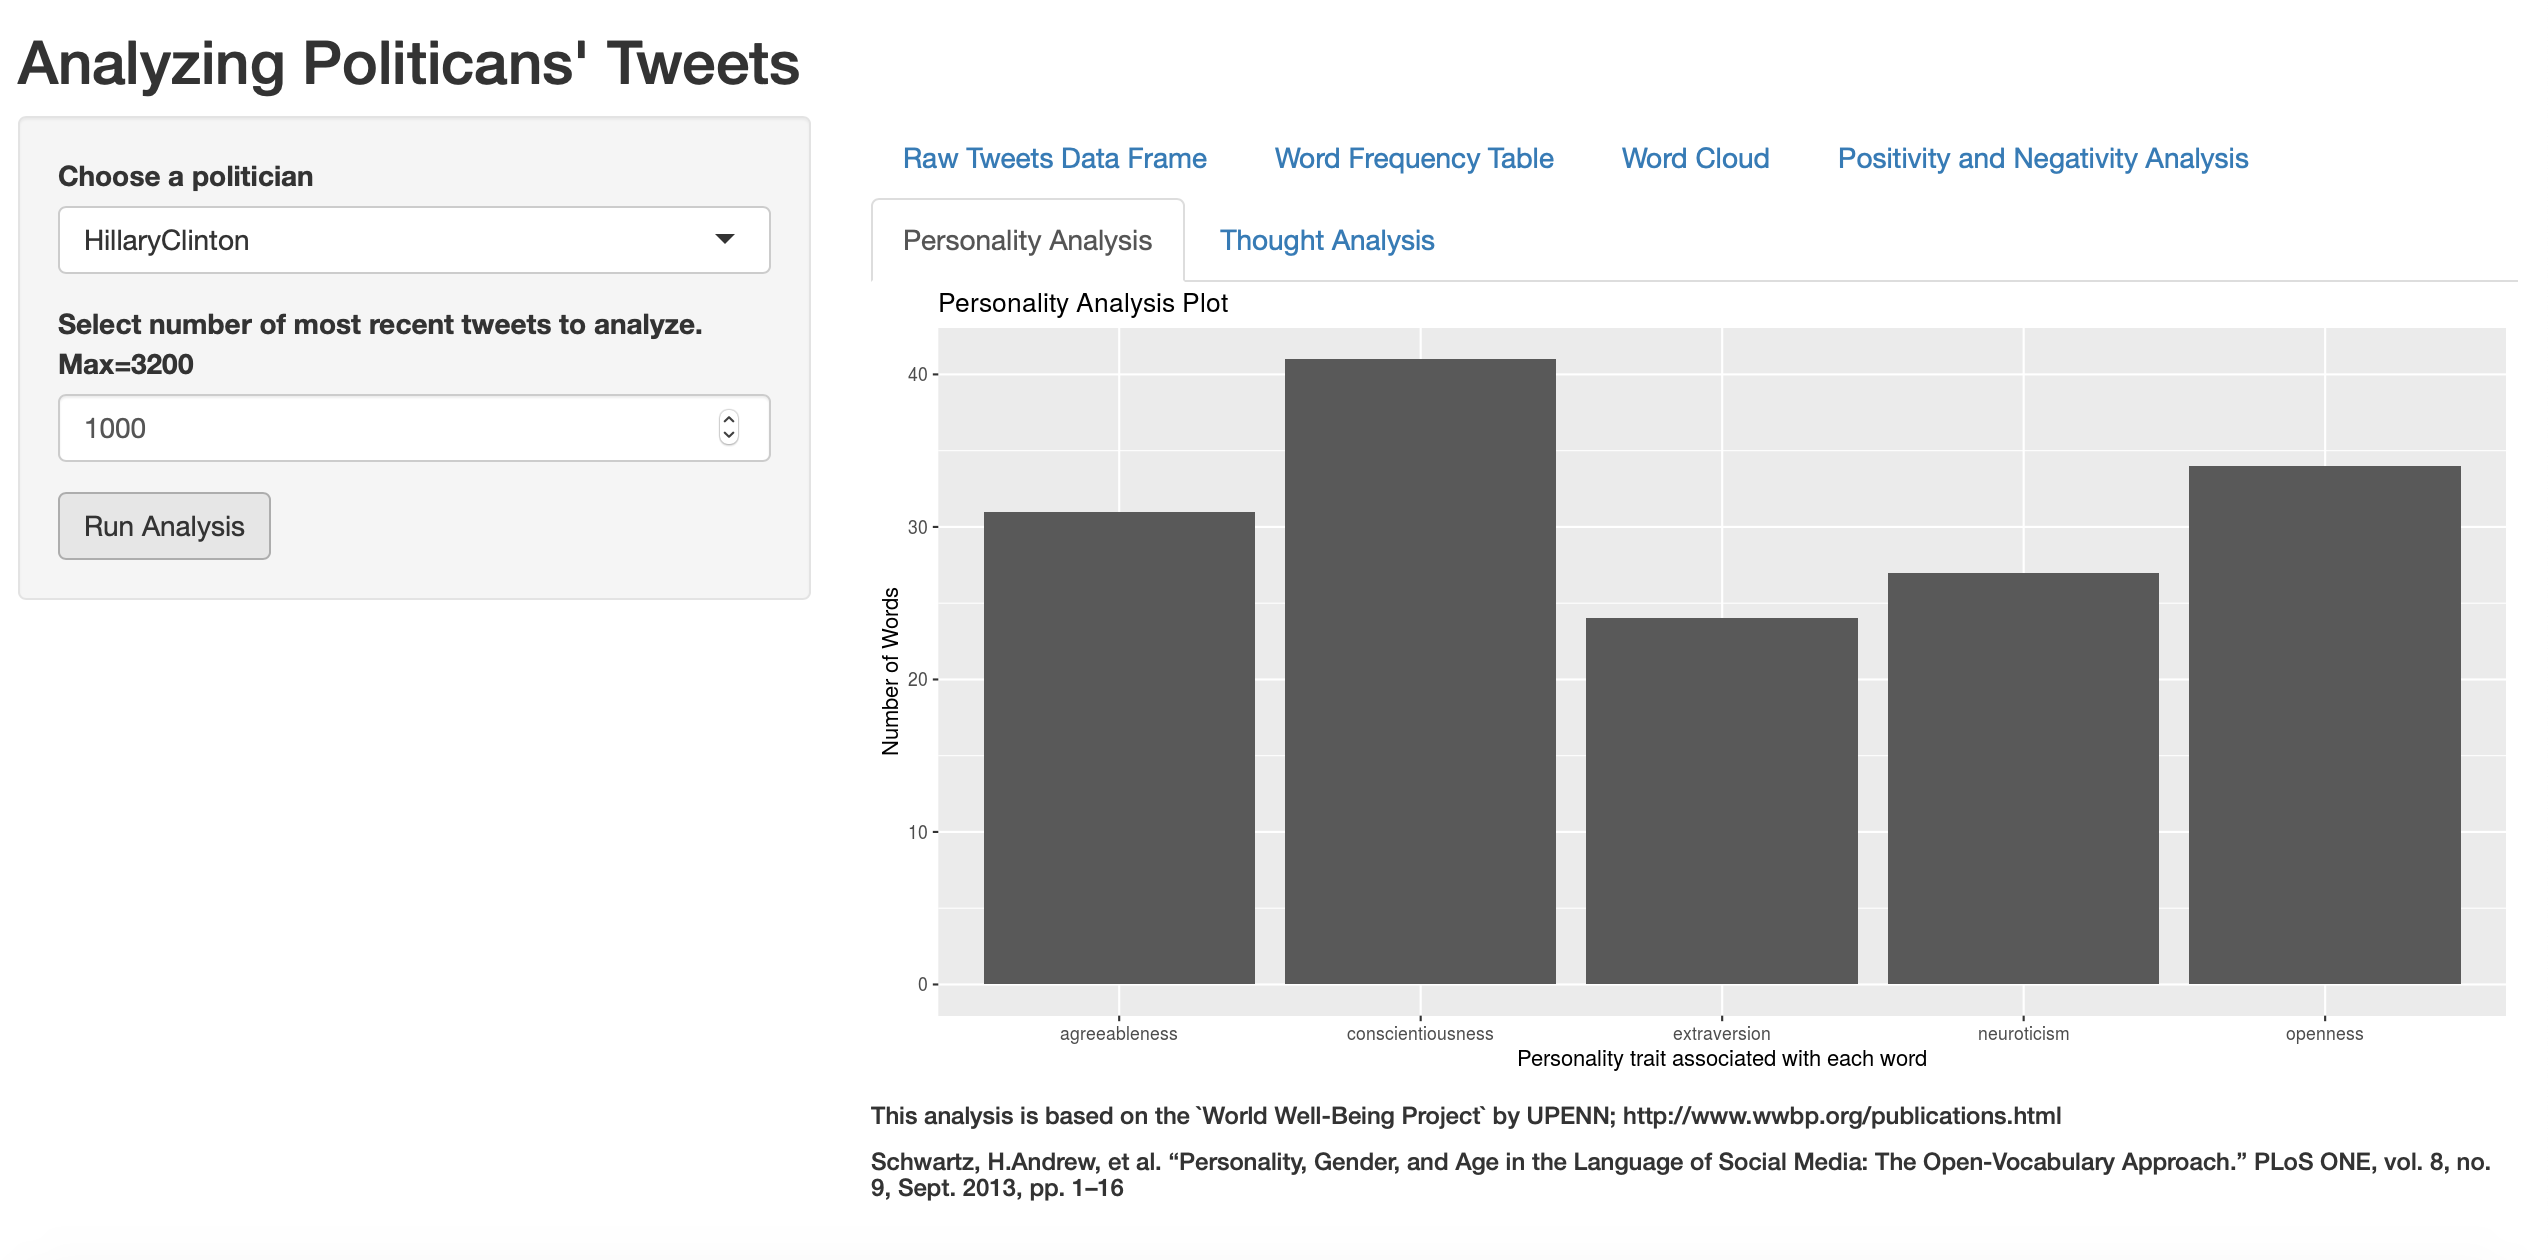 Analyzing Politicans' Tweets
Choose a politician
HillaryClinton
Select number of most recent tweets to analyze.
Max=3200
1000
Run Analysis
Raw Tweets Data Frame
Word Frequency Table
Word Cloud
Positivity and Negativity Analysis
Personality Analysis
Thought Analysis
Personality Analysis Plot
Number of Words
40
30
20
10
0
agreeableness
conscientiousness
extraversion
neuroticism
openness
Personality trait associated with each word
This analysis is based on the `World Well-Being Project` by UPENN; http://www.wwbp.org/publications.html
Schwartz, H.Andrew, et al. “Personality, Gender, and Age in the Language of Social Media: The Open-Vocabulary Approach.” PLoS ONE, vol. 8, no.
9, Sept. 2013, pp. 1–16